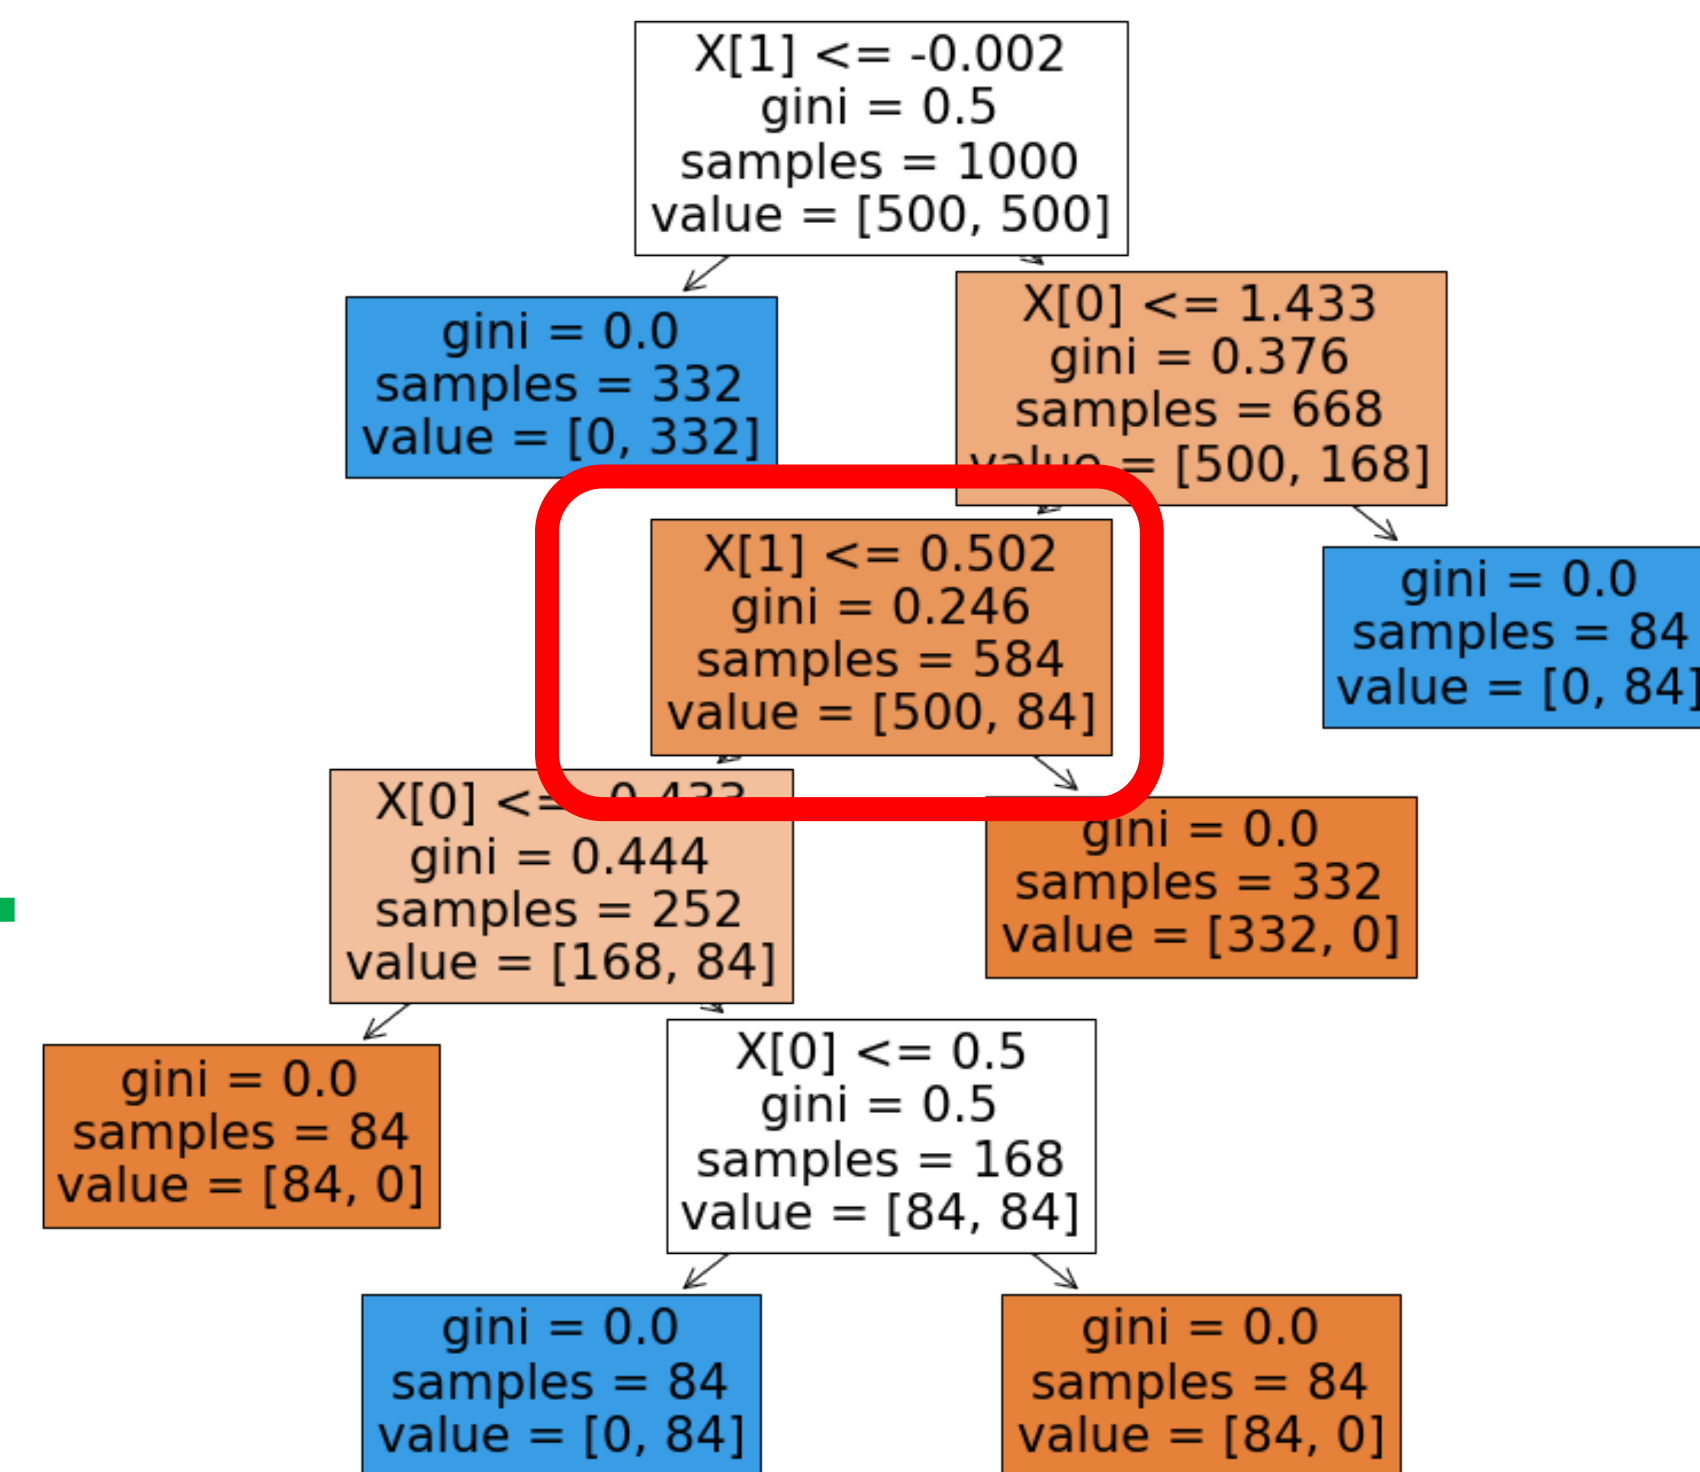 X[1] <= -0.002
gini = 0.5
samples = 1000
value = [500, 500]
gini = 0.0
samples = 332
value = [0, 332]
X[0] <= 1.433
gini = 0.376
samples = 668
value = [500, 168]
X[1] <= 0.502
gini = 0.246
samples = 584
value = [500, 84]
gini = 0.0
samples = 84
value = [0, 84]
X[0] <=
gini = 0.444
samples = 252
value = [168, 84]
gini = 0.0
samples = 332
value = [332, 0]
gini = 0.0
samples = 84
value = [84, 0]
X[0] <= 0.5
gini = 0.5
samples = 168
value = [84, 84]
gini = 0.0
samples = 84
value = [0, 84]
gini = 0.0
samples = 84
value = [84, 0]